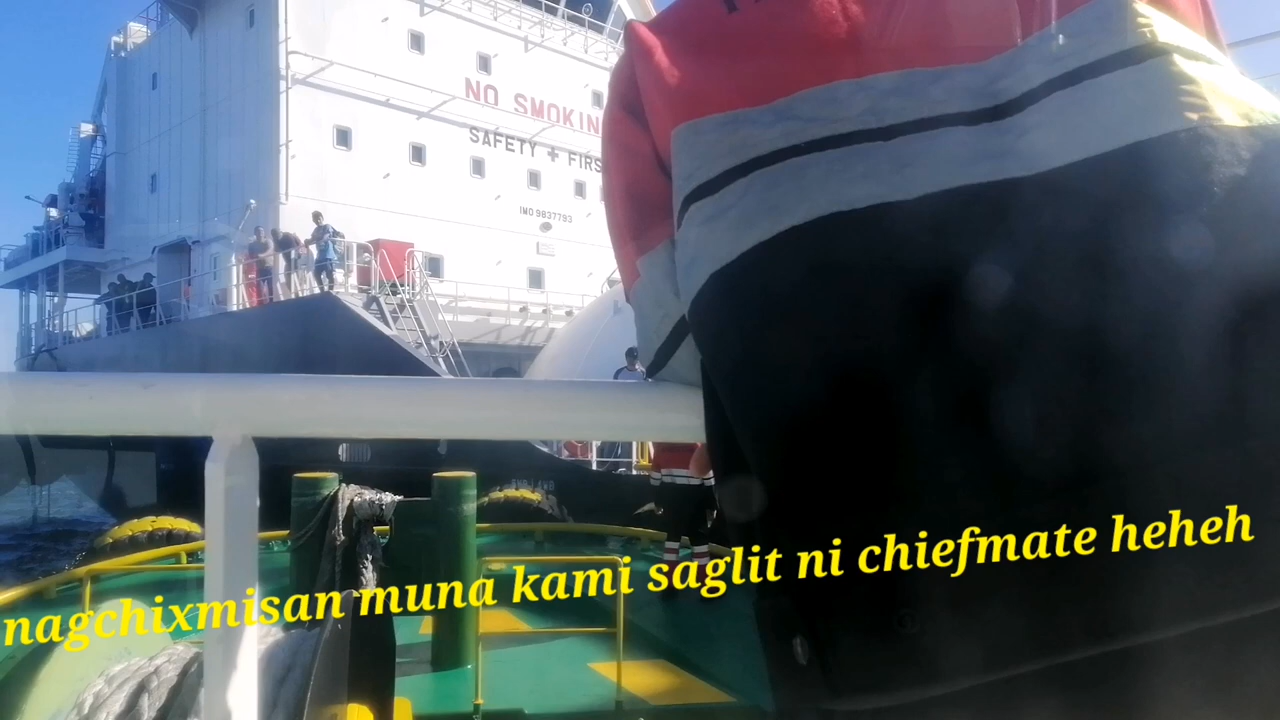 NO SMOKIN
SAFETY + FIRS
IMO 9837793
nagchixmisan muna kami saglit ni chiefmate heheh